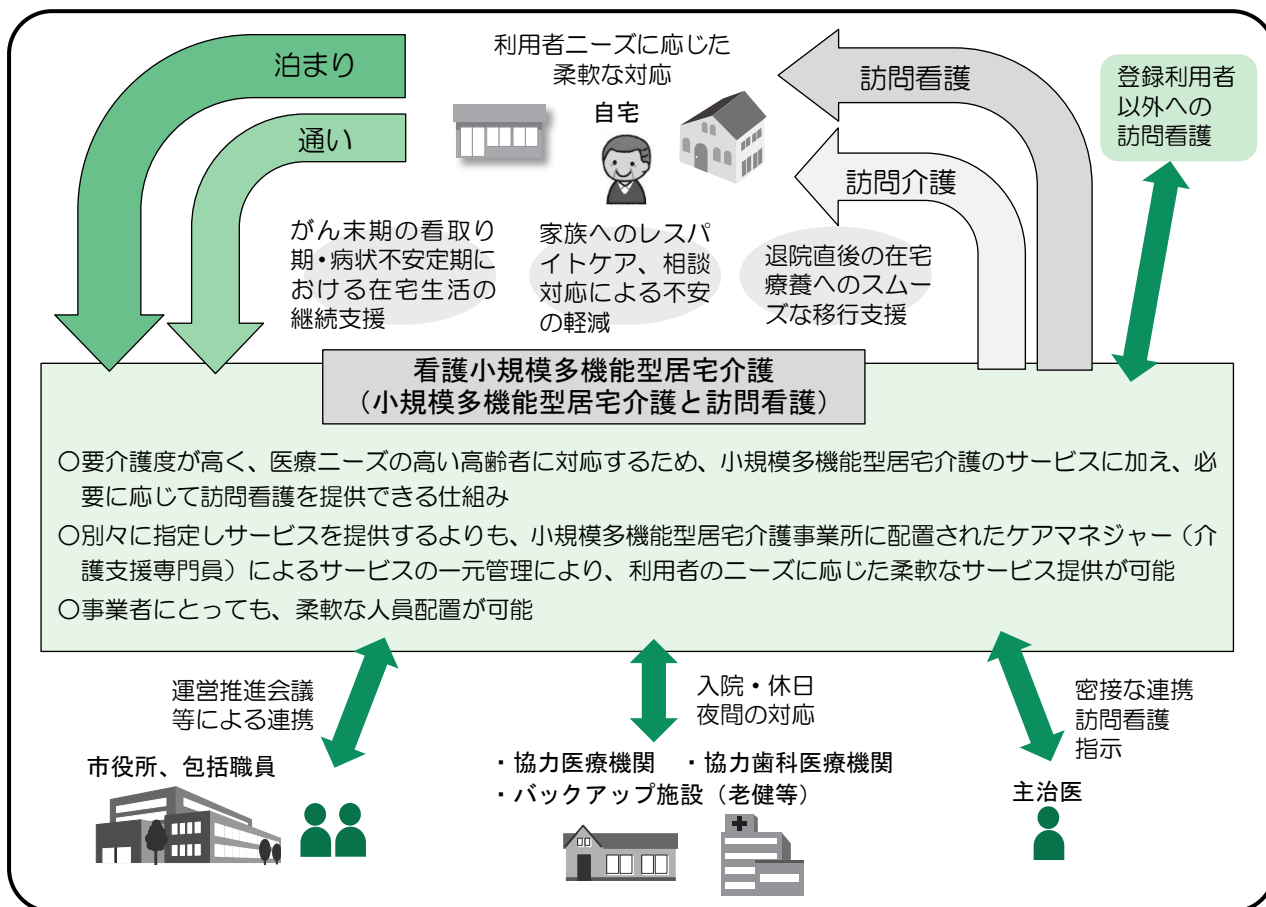 利用者ニーズに応じた
柔軟な対応
泊まり
通い
自宅
訪問看護
訪問介護
登録利用者
以外への
訪問看護
がん末期の看取り
期・病状不安定期に
おける在宅生活の
継続支援
家族へのレスパ
イトケア、相談
対応による不安
の軽減
退院直後の在宅
療養へのスムー
ズな移行支援
看護小規模多機能型居宅介護
（小規模多機能型居宅介護と訪問看護）
○要介護度が高く、医療ニーズの高い高齢者に対応するため、小規模多機能型居宅介護のサービスに加え、必
要に応じて訪問看護を提供できる仕組み
○別々に指定しサービスを提供するよりも、小規模多機能型居宅介護事業所に配置されたケアマネジャー（介
護支援専門員）によるサービスの一元管理により、利用者のニーズに応じた柔軟なサービス提供が可能
○事業者にとっても、柔軟な人員配置が可能
運営推進会議
等による連携
市役所、包括職員
入院・休日
夜間の対応
・協力医療機関　・協力歯科医療機関
・バックアップ施設（老健等）
密接な連携
訪問看護
指示
主治医